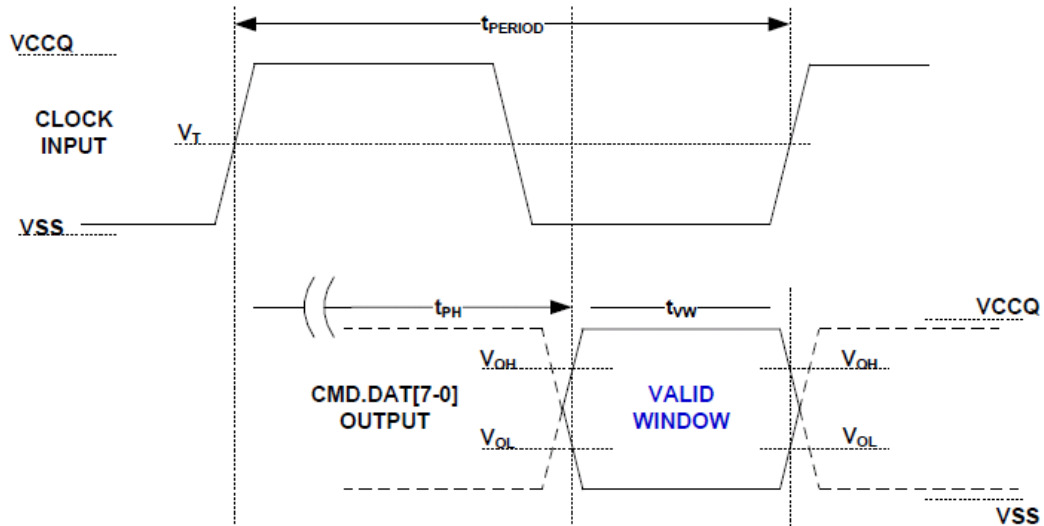 tPERIOD
VCCQ
CLOCK
INPUT
VT
VSS
tPH
tVW
VCCQ
VOH
VOH
CMD.DAT[7-0]
OUTPUT
VALID
WINDOW
VOL
VOL
VSS